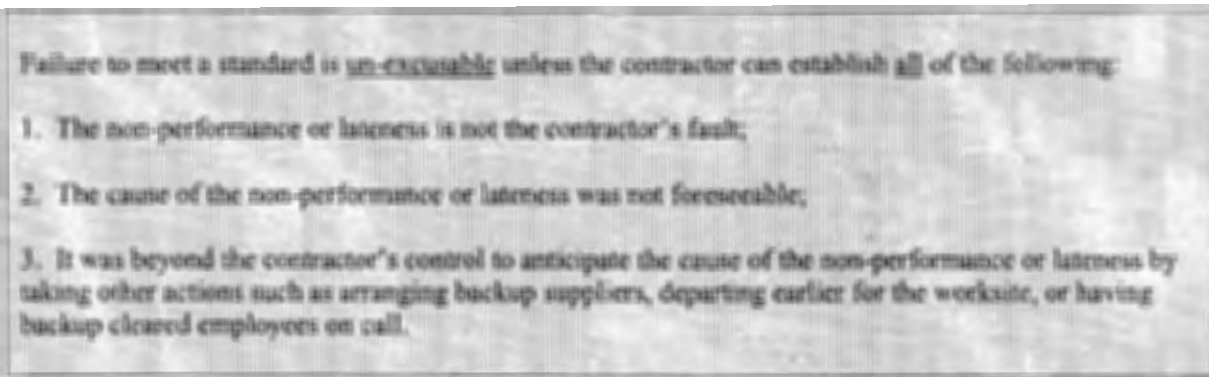 Failure to meet a standard is un-excusable unless the contractor can establish all of the following:
1. The non-performance or lateness is not the contractor's fault;
2. The cause of the non-performance or lateness was not foreseeable;
3. It was beyond the contractor's control to anticipate the cause of the non-performance or lateness by
taking other actions such as arranging backup suppliers, departing earlier for the worksite, or having
backup cleared employees on call.